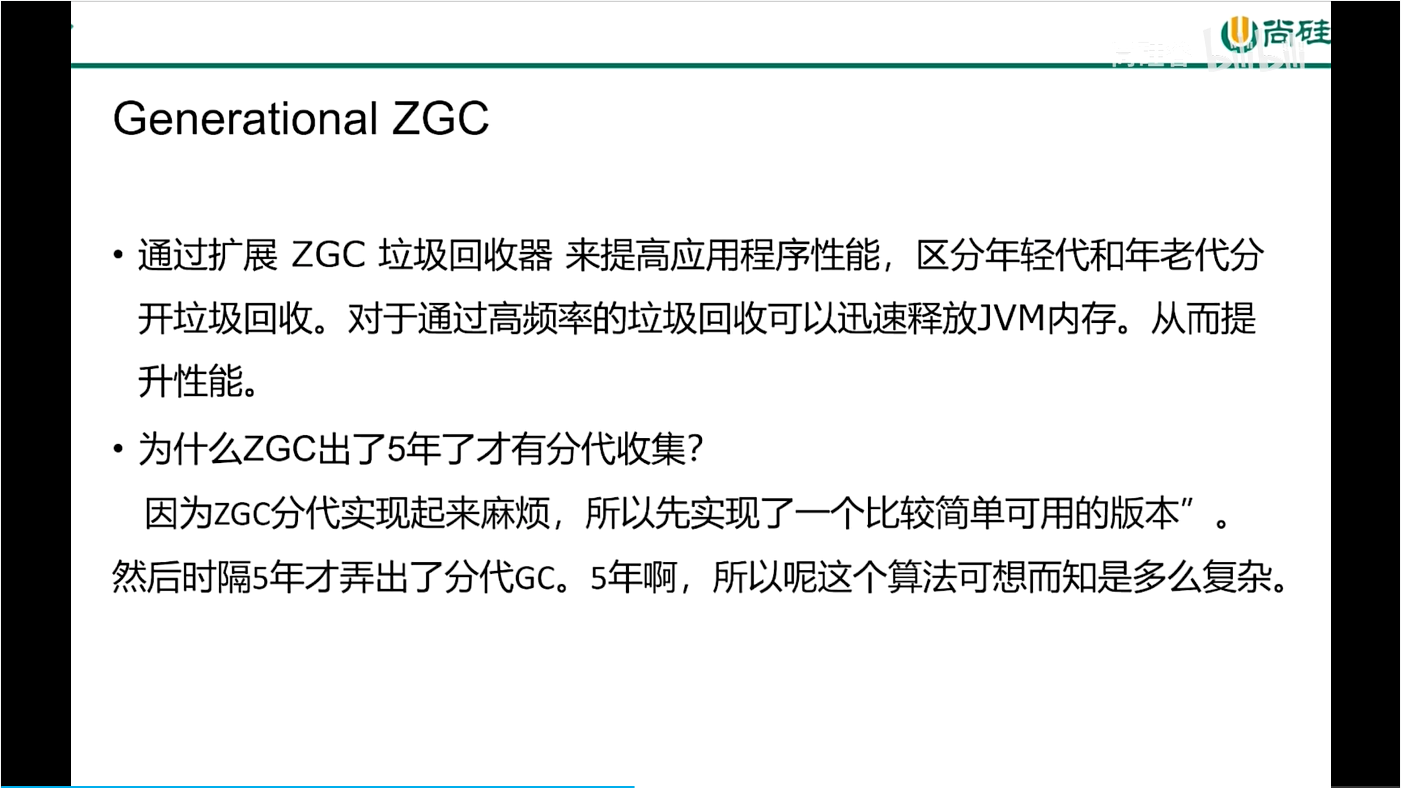 尚硅
bilibili
Generational ZGC
• 通过扩展 ZGC 垃圾回收器 来提高应用程序性能，区分年轻代和年老代分
开垃圾回收。对于通过高频率的垃圾回收可以迅速释放JVM内存。从而提
升性能。
• 为什么ZGC出了5年了才有分代收集？
因为ZGC分代实现起来麻烦，所以先实现了一个比较简单可用的版本”。
然后时隔5年才弄出了分代GC。5年啊，所以呢这个算法可想而知是多么复杂。